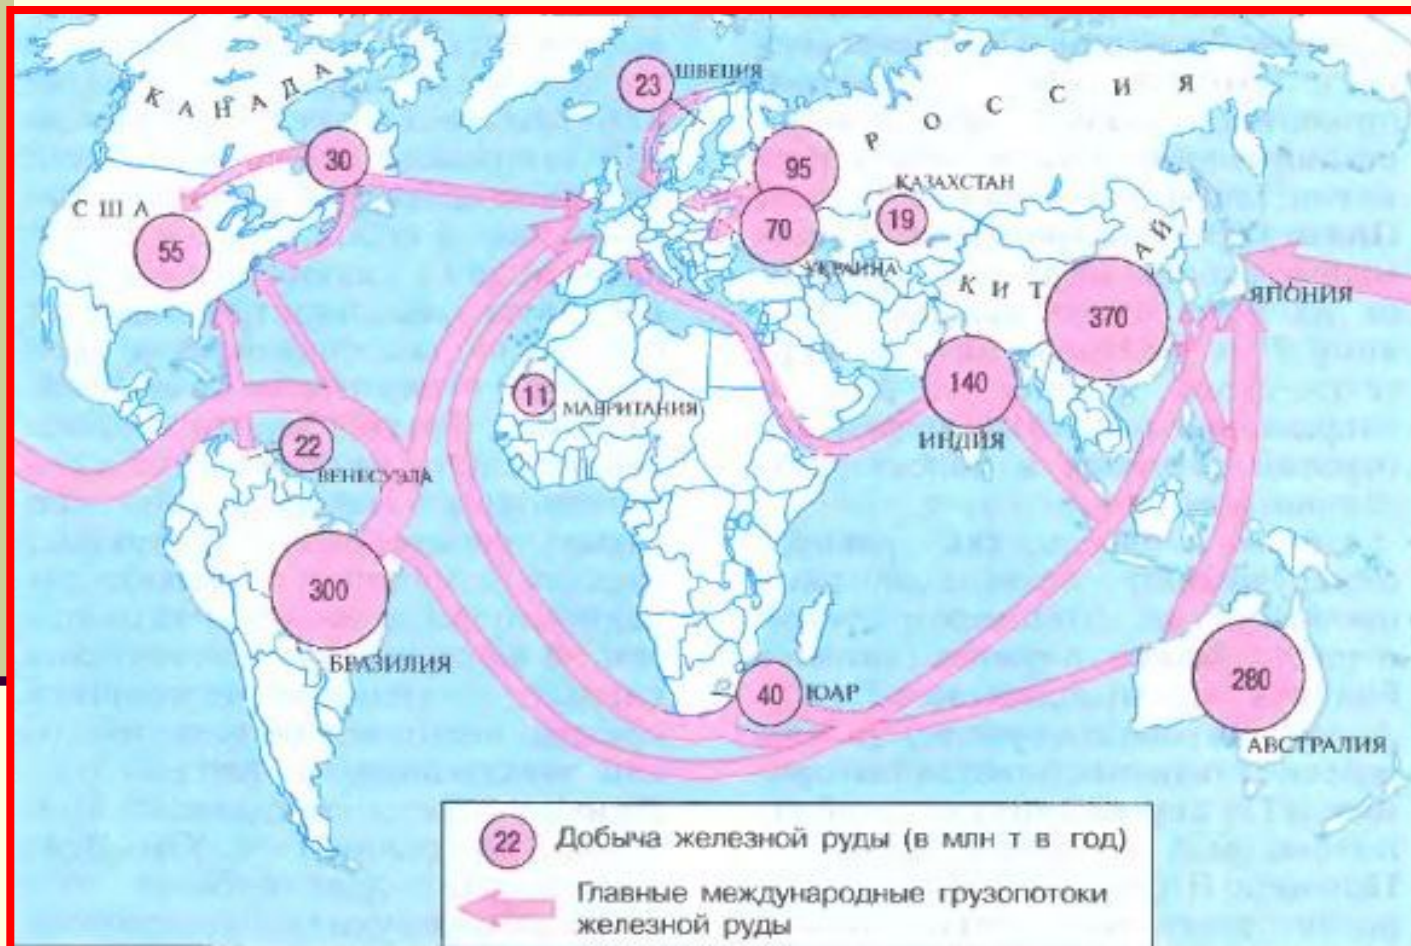 КАНАДА
30
США
55
23 ШВЕЦИЯ
РОССИЯ
95
70
УКРАИНА
КАЗАХСТАН
19
КИТАЙ
370
ЯПОНИЯ
140
ИНДИЯ
11 МАВРИТАНИЯ
22
ВЕНЕСУЭЛА
300
БРАЗИЛИЯ
40 ЮАР
280
АВСТРАЛИЯ
22 Добыча железной руды (в млн т в год)
Главные международные грузопотоки
железной руды